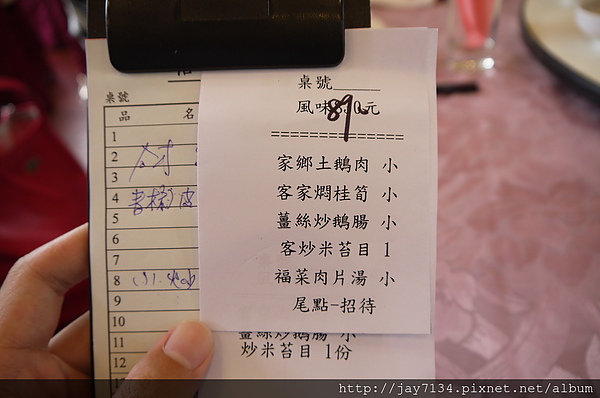 桌號
風味890元
==============
家鄉土鵝肉 小
客家燜桂筍 小
薑絲炒鵝腸 小
客炒米苔目 1
福菜肉片湯 小
尾點-招待
薑絲炒鵝腸 小
炒米苔目 1份
桌號
品 名
1
2
3
4
5
6
7
8
9
10
11
12
13
http://jay7134.pixnet.net/album